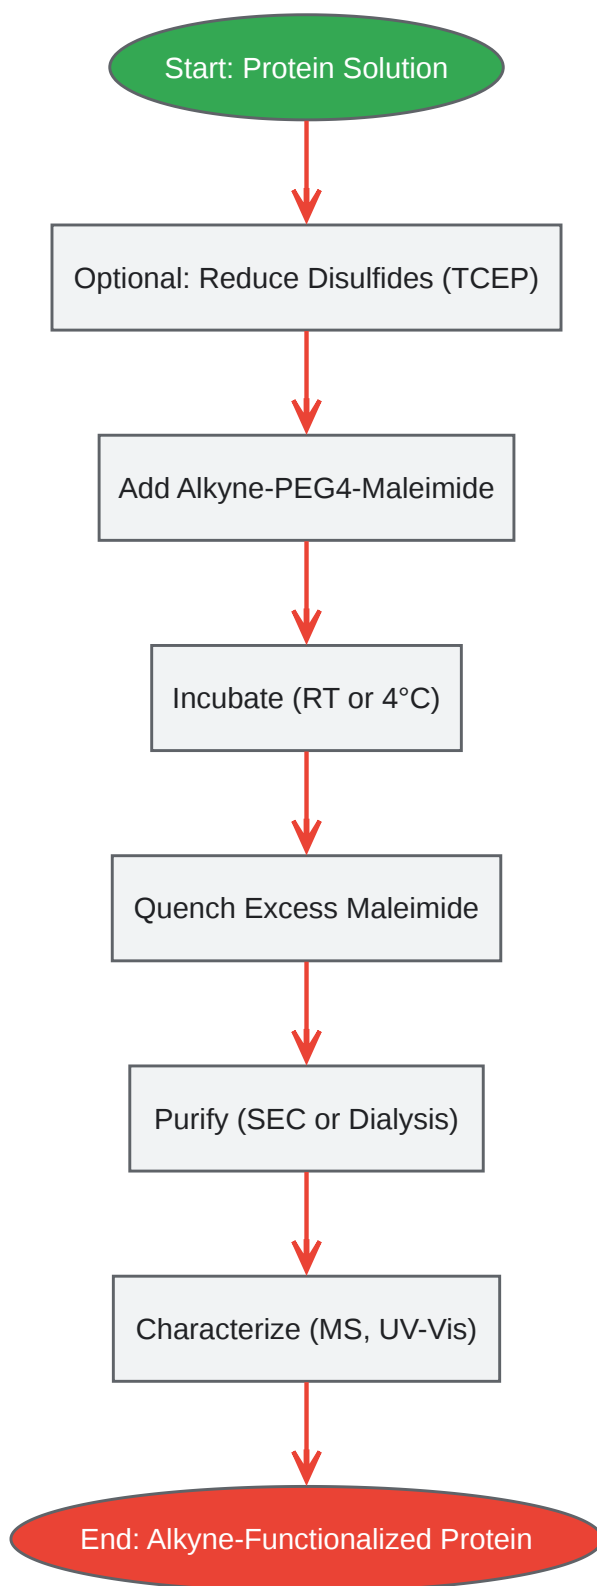 Start: Protein Solution
Optional: Reduce Disulfides (TCEP)
Add Alkyne-PEG4-Maleimide
Incubate (RT or 4°C)
Quench Excess Maleimide
Purify (SEC or Dialysis)
Characterize (MS, UV-Vis)
End: Alkyne-Functionalized Protein